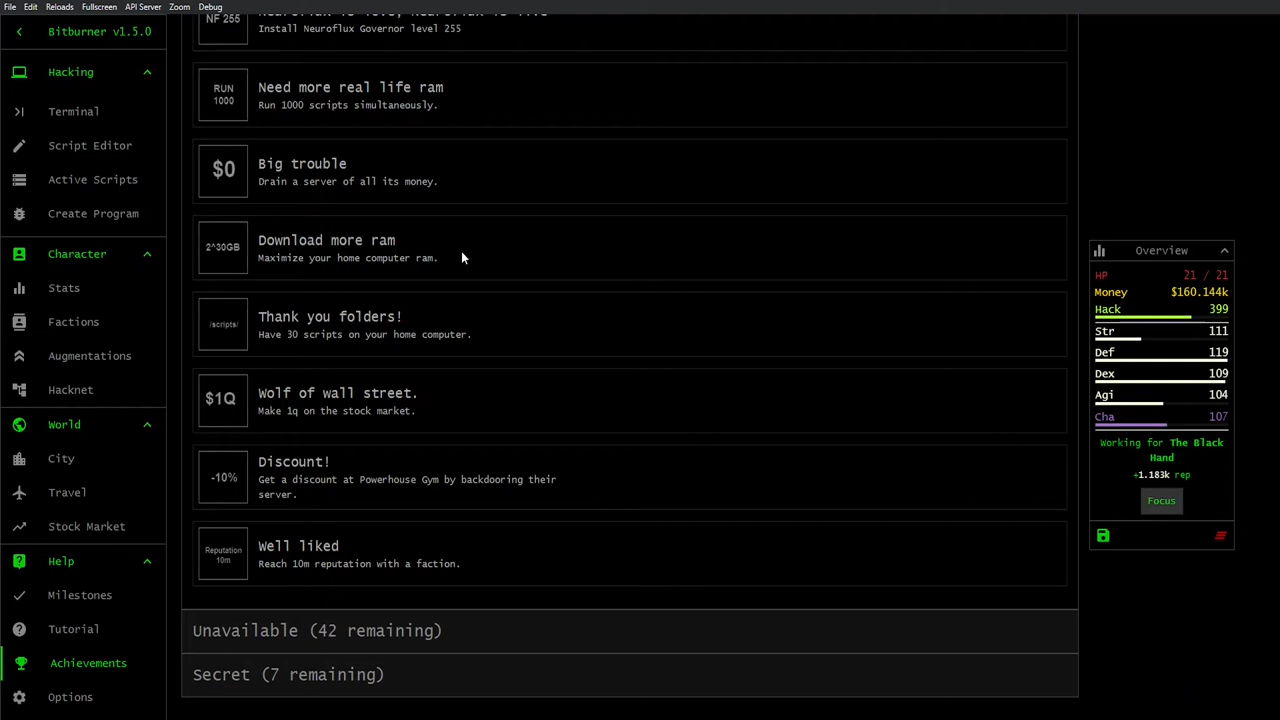 File Edit Reloads Fullscreen API Server Zoom Debug
Bitburner v1.5.0
Hacking
Terminal
Script Editor
Active Scripts
Create Program
Character
Stats
Factions
Augmentations
Hacknet
World
City
Travel
Stock Market
Help
Milestones
Tutorial
Achievements
Options
NF 255
Install Neuroflux Governor level 255
RUN
1000
Need more real life ram
Run 1000 scripts simultaneously.
$0
Big trouble
Drain a server of all its money.
2^30GB
Download more ram
Maximize your home computer ram.
/scripts/
Thank you folders!
Have 30 scripts on your home computer.
$1Q
Wolf of wall street.
Make 1q on the stock market.
-10%
Discount!
Get a discount at Powerhouse Gym by backdooring their
server.
Reputation
10m
Well liked
Reach 10m reputation with a faction.
Unavailable (42 remaining)
Secret (7 remaining)
Overview
HP 21 / 21
Money $160.144k
Hack 399
Str 111
Def 119
Dex 109
Agi 104
Cha 107
Working for The Black
Hand
+1.183k rep
Focus